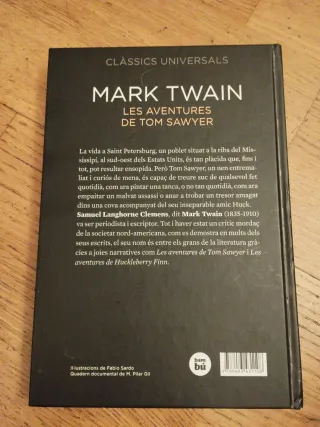 CLÀSSICS UNIVERSALS
MARK TWAIN
LES AVENTURES
DE TOM SAWYER
La vida a Saint Petersburg, un poblet situat a la riba del Mis-
sissipí, al sud-oest dels Estats Units, és tan plàcida que, fins i
tot, pot resultar ensopida. Però Tom Sawyer, un nen entrema-
liat i curiós de mena, és capaç de treure suc de qualsevol fet
quotidià, com ara pintar una tanca, o no tan quotidià, com ara
empaitar un malvat assassí o anar a trobar un tresor amagat
dins una cova acompanyat del seu inseparable amic Huck.
Samuel Langhorne Clemens, dit Mark Twain (1835-1910)
va ser periodista i escriptor. Tot i haver estat un crític mordaç
de la societat nord-americana, com es demostra en molts dels
seus escrits, el seu nom és entre els grans de la literatura grà-
cies a joies narratives com Les aventures de Tom Sawyer i Les
aventures de Huckleberry Finn.
bam
bú
Il·lustracions de Fabio Sardo
Quadern documental de M. Pilar Gil